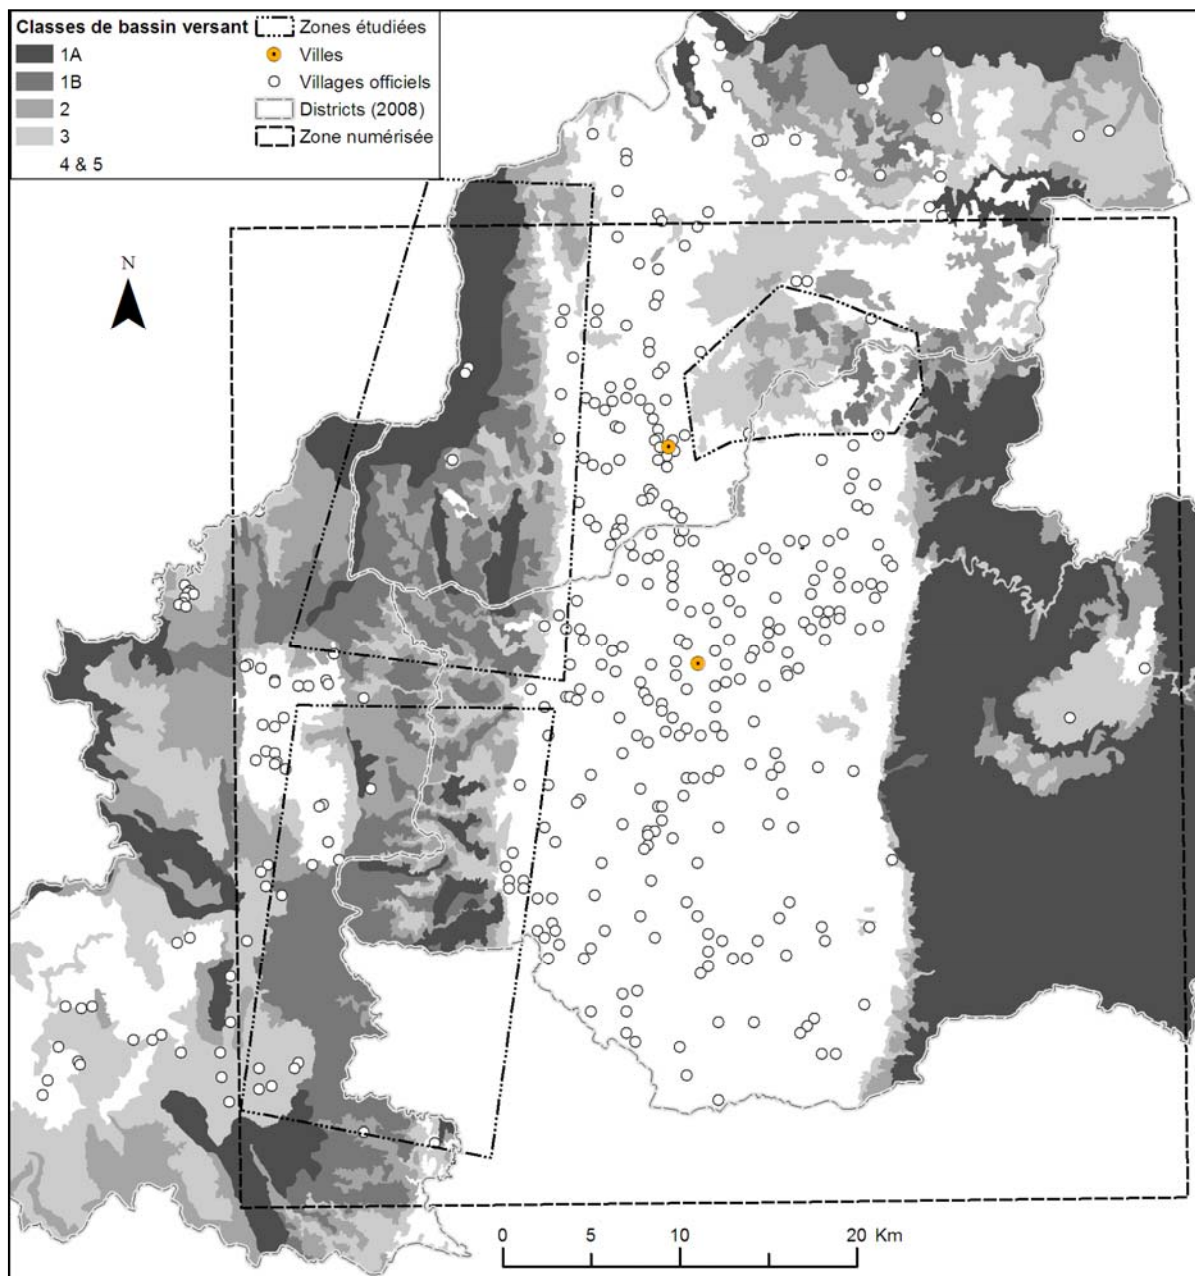 Classes de bassin versant
1A
1B
2
3
4 & 5
Zones étudiées
Villes
Villages officiels
Districts (2008)
Zone numérisée
N
0 5 10 20 Km